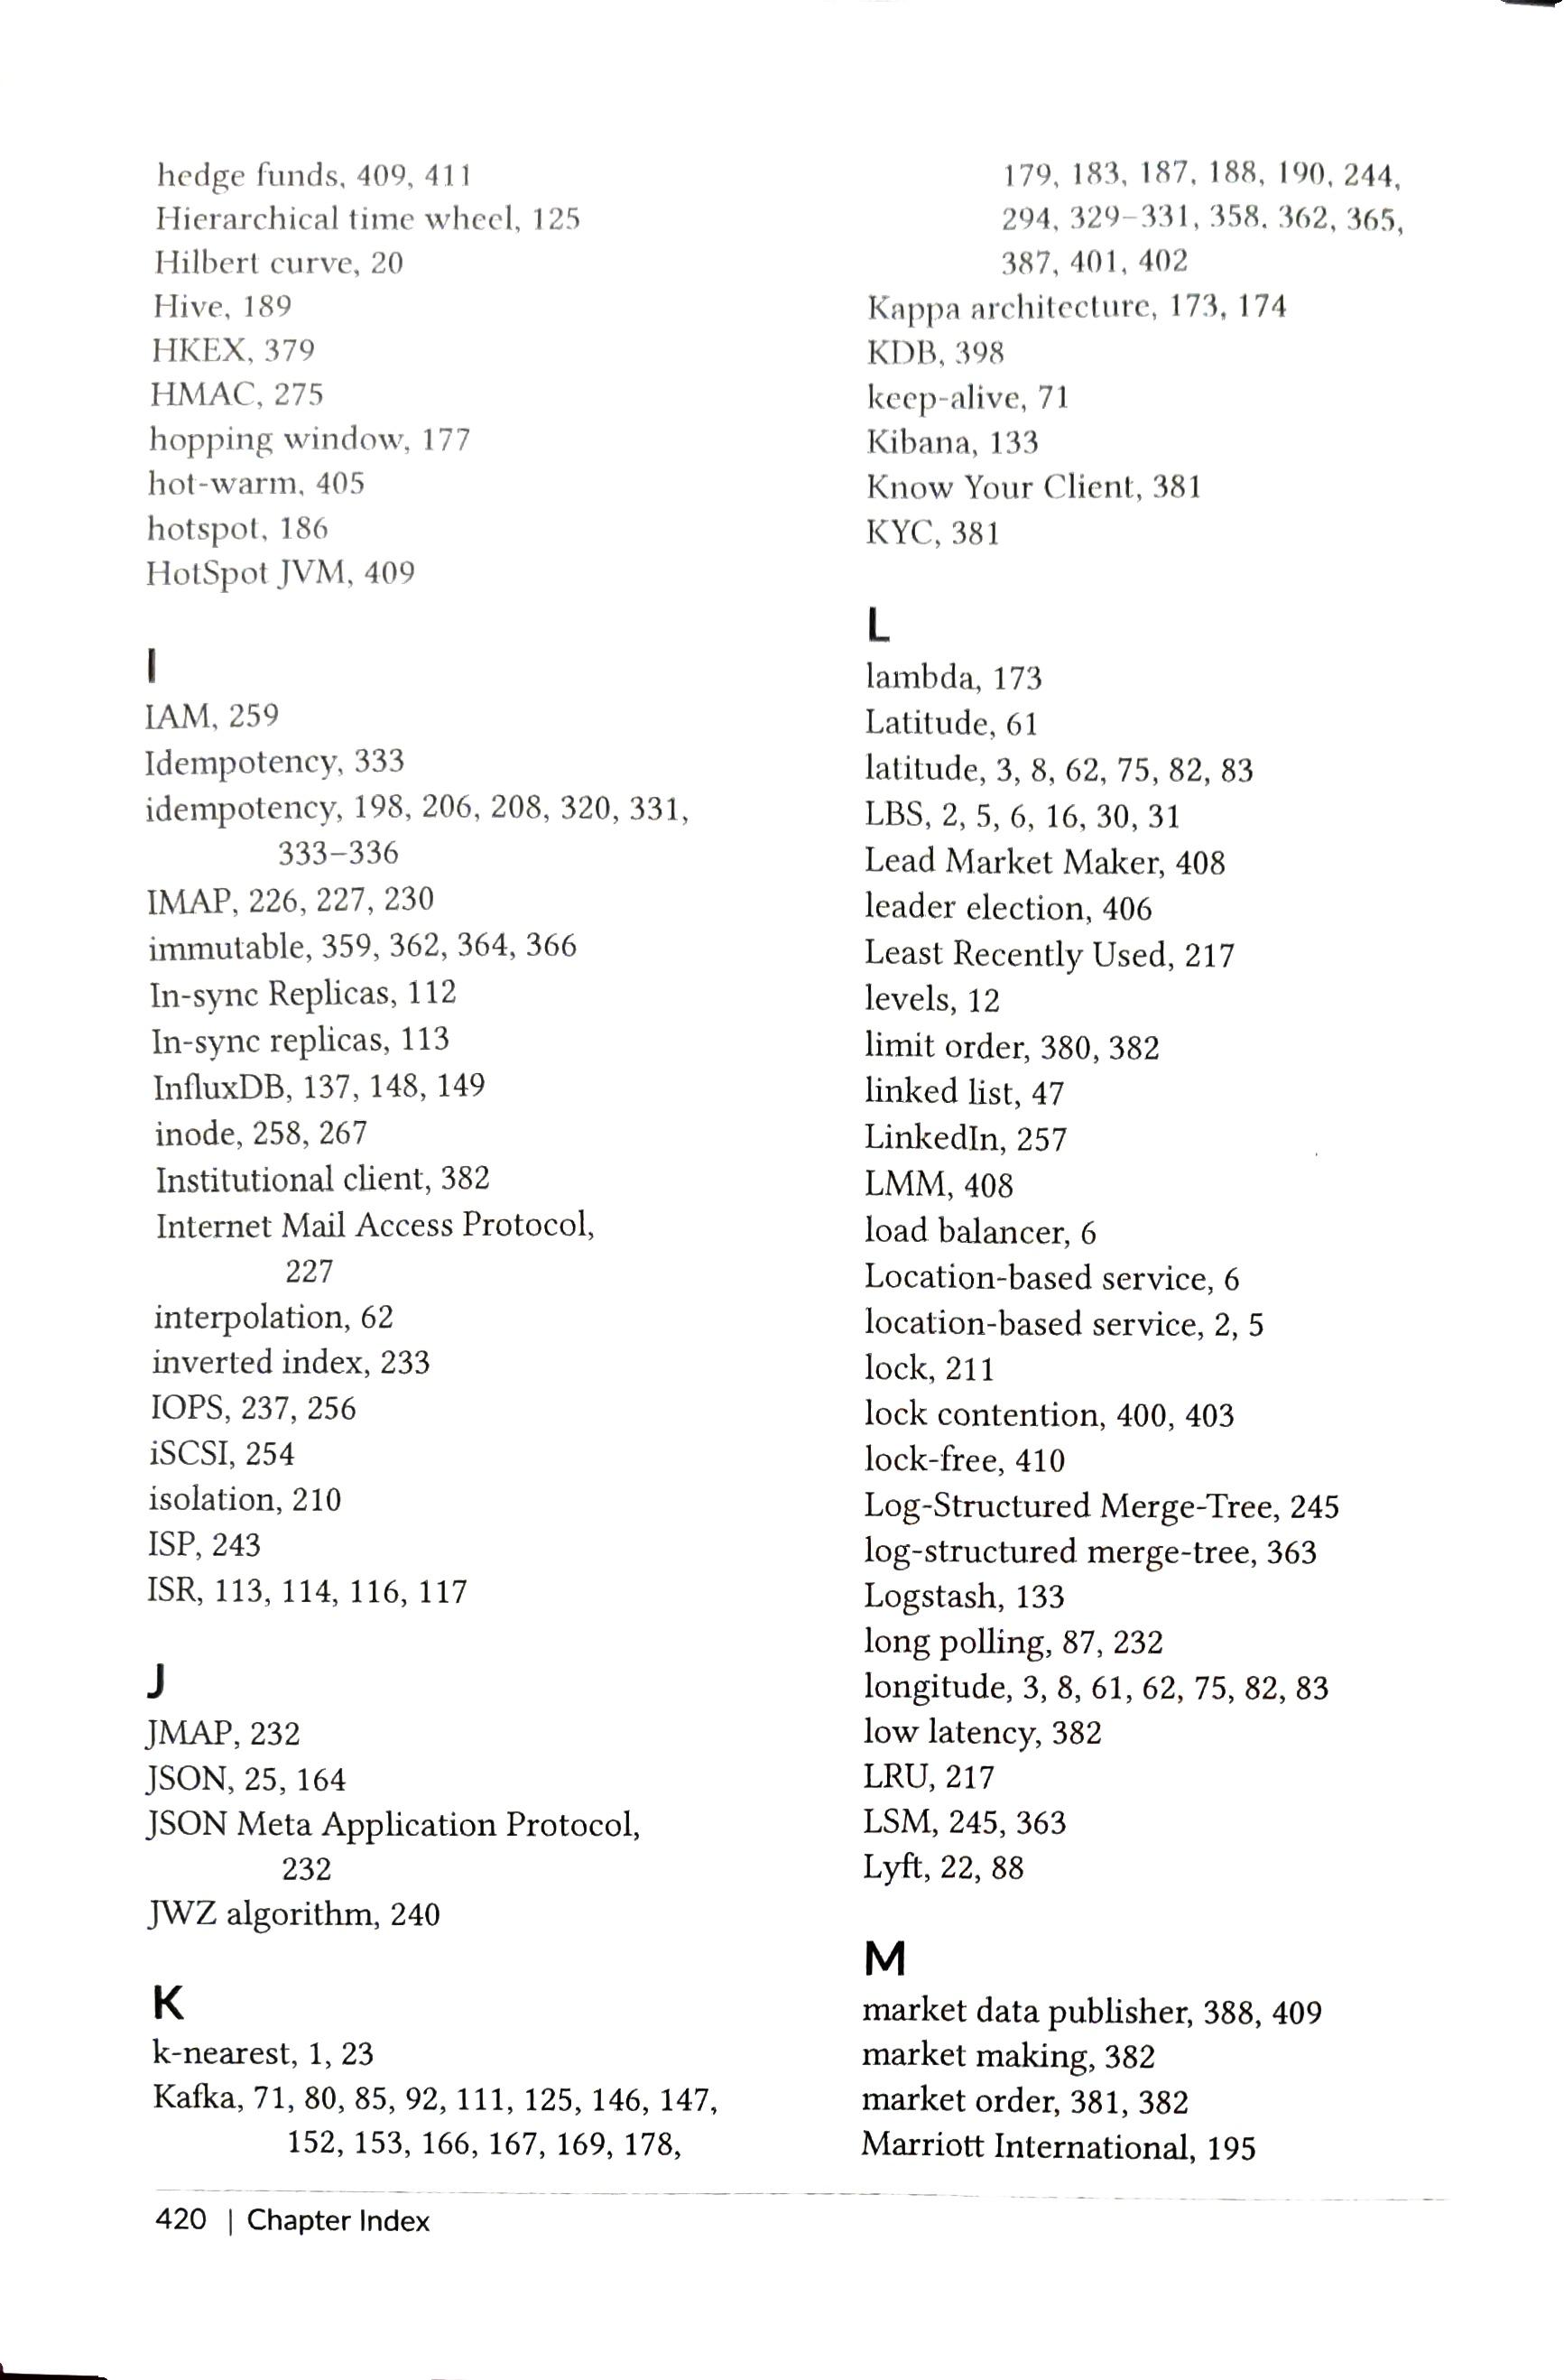 hedge funds, 409, 411
Hierarchical time wheel, 125
Hilbert curve, 20
Hive, 189
HKEX, 379
HMAC, 275
hopping window, 177
hot-warm, 405
hotspot, 186
HotSpot JVM, 409
I
IAM, 259
Idempotency, 333
idempotency, 198, 206, 208, 320, 331,
333–336
IMAP, 226, 227, 230
immutable, 359, 362, 364, 366
In-sync Replicas, 112
In-sync replicas, 113
InfluxDB, 137, 148, 149
inode, 258, 267
Institutional client, 382
Internet Mail Access Protocol,
227
interpolation, 62
inverted index, 233
IOPS, 237, 256
iSCSI, 254
isolation, 210
ISP, 243
ISR, 113, 114, 116, 117
J
JMAP, 232
JSON, 25, 164
JSON Meta Application Protocol,
232
JWZ algorithm, 240
K
k-nearest, 1, 23
Kafka, 71, 80, 85, 92, 111, 125, 146, 147,
152, 153, 166, 167, 169, 178,
179, 183, 187, 188, 190, 244,
294, 329–331, 358, 362, 365,
387, 401, 402
Kappa architecture, 173, 174
KDB, 398
keep-alive, 71
Kibana, 133
Know Your Client, 381
KYC, 381
L
lambda, 173
Latitude, 61
latitude, 3, 8, 62, 75, 82, 83
LBS, 2, 5, 6, 16, 30, 31
Lead Market Maker, 408
leader election, 406
Least Recently Used, 217
levels, 12
limit order, 380, 382
linked list, 47
LinkedIn, 257
LMM, 408
load balancer, 6
Location-based service, 6
location-based service, 2, 5
lock, 211
lock contention, 400, 403
lock-free, 410
Log-Structured Merge-Tree, 245
log-structured merge-tree, 363
Logstash, 133
long polling, 87, 232
longitude, 3, 8, 61, 62, 75, 82, 83
low latency, 382
LRU, 217
LSM, 245, 363
Lyft, 22, 88
M
market data publisher, 388, 409
market making, 382
market order, 381, 382
Marriott International, 195
420 | Chapter Index